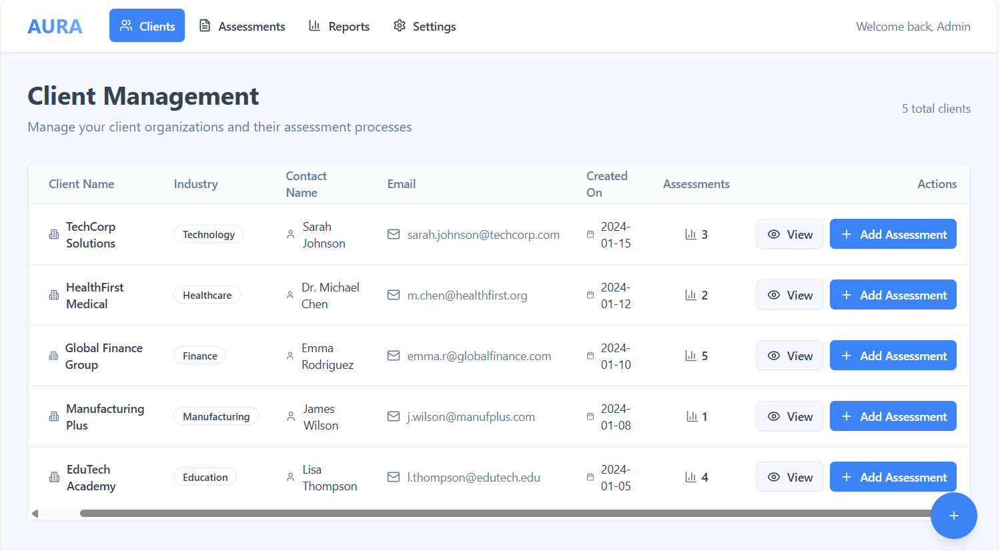 AURA
Clients
Assessments
Reports
Settings
Welcome back, Admin
Client Management
5 total clients
Manage your client organizations and their assessment processes
Client Name
Industry
Contact
Name
Email
Created
On
Assessments
Actions
TechCorp
Solutions
Technology
Sarah
Johnson
sarah.johnson@techcorp.com
2024-
01-15
3
View
Add Assessment
HealthFirst
Medical
Healthcare
Dr. Michael
Chen
m.chen@healthfirst.org
2024-
01-12
2
View
Add Assessment
Global Finance
Group
Finance
Emma
Rodriguez
emma.r@globalfinance.com
2024-
01-10
5
View
Add Assessment
Manufacturing
Plus
Manufacturing
James
Wilson
j.wilson@manufplus.com
2024-
01-08
1
View
Add Assessment
EduTech
Academy
Education
Lisa
Thompson
l.thompson@edutech.edu
2024-
01-05
4
View
Add Assessment